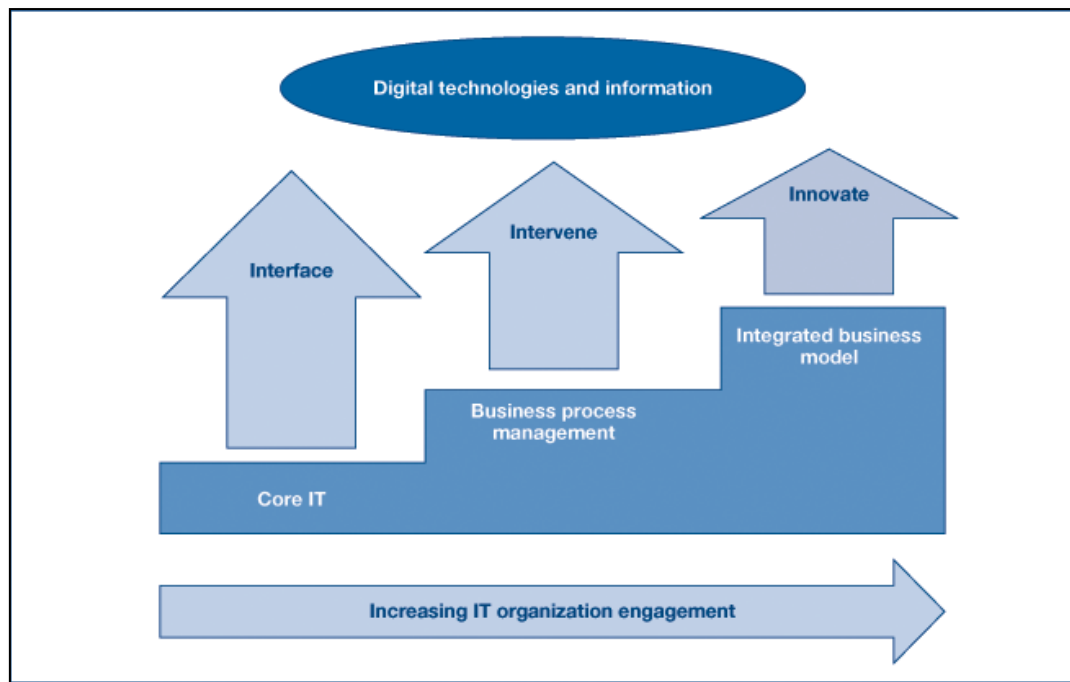 Digital technologies and information
Innovate
Intervene
Interface
Integrated business
model
Business process
management
Core IT
Increasing IT organization engagement